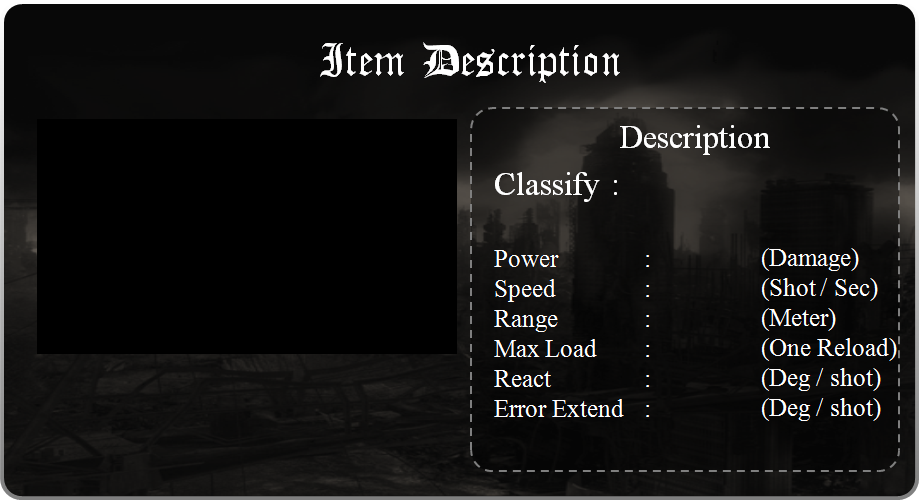 Item Description
Description
Classify :
Power : (Damage)
Speed : (Shot / Sec)
Range : (Meter)
Max Load : (One Reload)
React : (Deg / shot)
Error Extend : (Deg / shot)